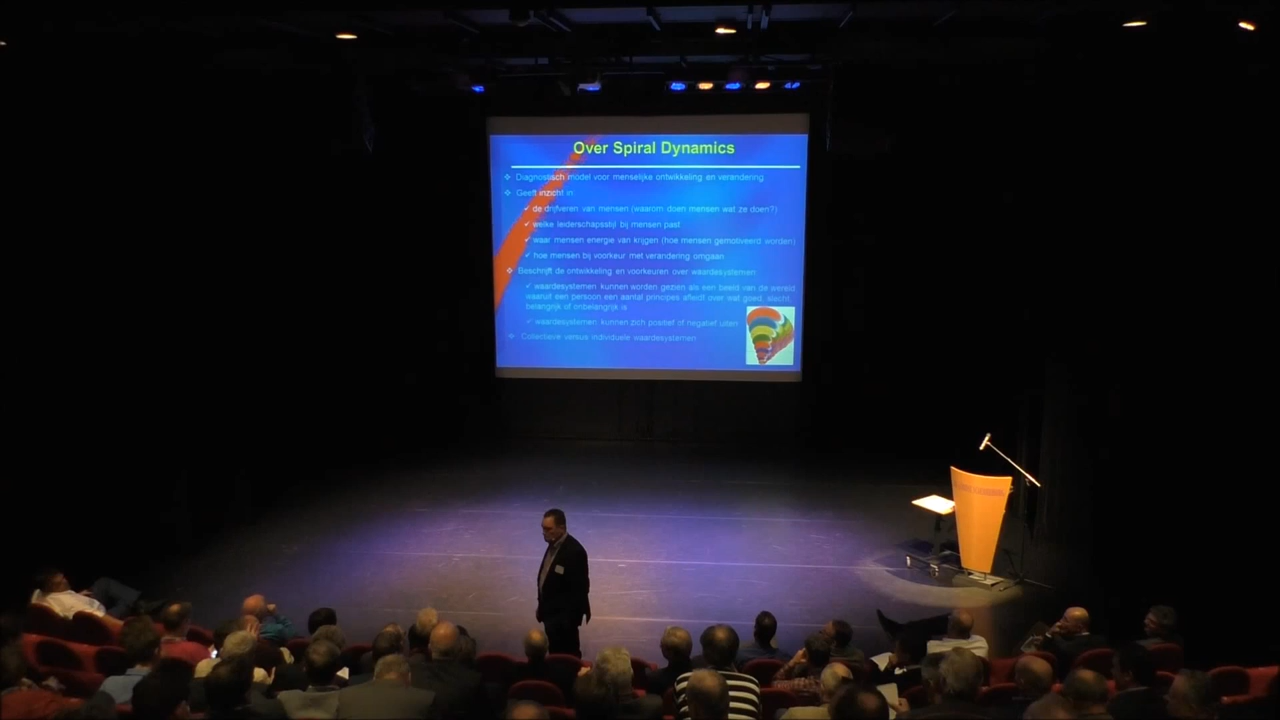 Over Spiral Dynamics
❖ Diagnostisch model voor menselijke ontwikkeling en verandering
❖ Geeft inzicht in:
✓ de drijfveren van mensen (waarom doen mensen wat ze doen?)
✓ welke leiderschapsstijl bij mensen past
✓ waar mensen energie van krijgen (hoe mensen gemotiveerd worden)
✓ hoe mensen bij voorkeur met verandering omgaan
❖ Beschrijft de ontwikkeling en voorkeuren over waardesystemen
✓ waardesystemen kunnen worden gezien als een beeld van de wereld
waaruit een persoon een aantal principes afleidt over wat goed, slecht,
belangrijk of onbelangrijk is
✓ waardesystemen kunnen zich positief of negatief uiten
❖ Collectieve versus individuele waardesystemen